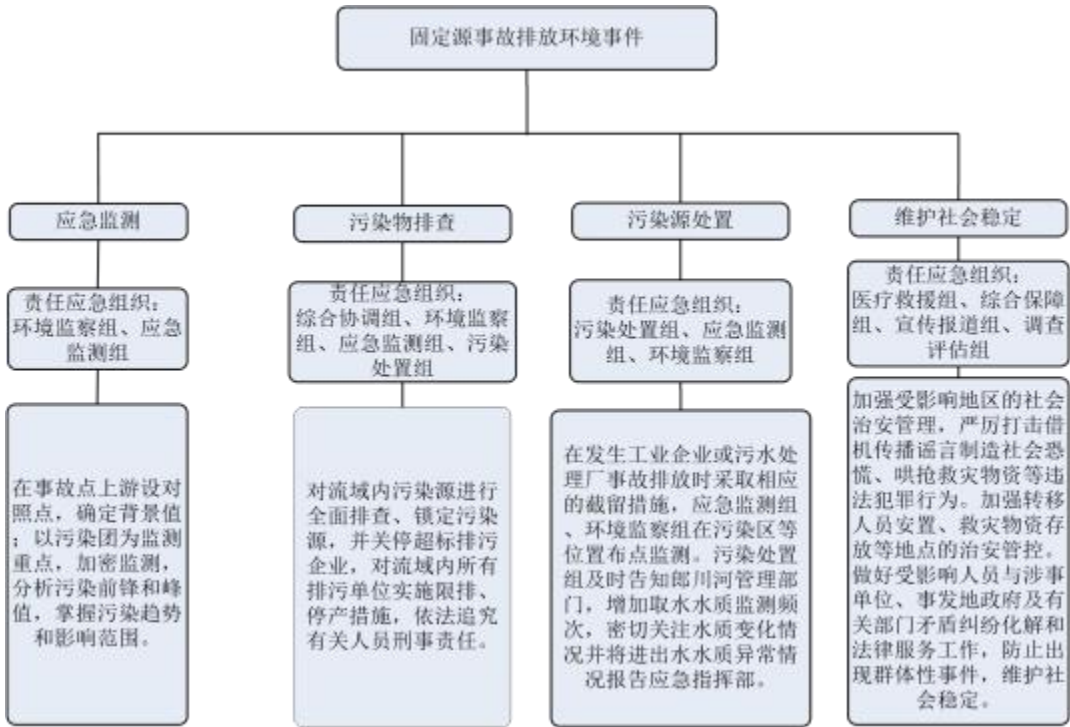 固定源事故排放环境事件
应急监测
责任应急组织：
环境监察组、应急
监测组
在事故点上游设对
照点，确定背景值
；以污染团为监测
重点，加密监测，
分析污染前锋和峰
值，掌握污染趋势
和影响范围。
污染物排查
责任应急组织：
综合协调组、环境监察
组、应急监测组、污染
处置组
对流域内污染源进行
全面排查、锁定污染
源，并关停超标排污
企业，对流域内所有
排污单位实施限排、
停产措施，依法追究
有关人员刑事责任。
污染源处置
责任应急组织：
污染处置组、应急监测
组、环境监察组
在发生工业企业或污水处
理厂事故排放时采取相应
的截留措施，应急监测组
、环境监察组在污染区等
位置布点监测。污染处置
组及时告知郎川河管理部
门，增加取水水质监测频
次，密切关注水质变化情
况并将进出水水质异常情
况报告应急指挥部。
维护社会稳定
责任应急组织：
医疗救援组、综合保障
组、宣传报道组、调查
评估组
加强受影响地区的社会
治安管理，严厉打击借
机传播谣言制造社会恐
慌、哄抢救灾物资等违
法犯罪行为。加强转移
人员安置、救灾物资存
放等地点的治安管控。
做好受影响人员与涉事
单位、事发地政府及有
关部门矛盾纠纷化解和
法律服务工作，防止出
现群体性事件，维护社
会稳定。